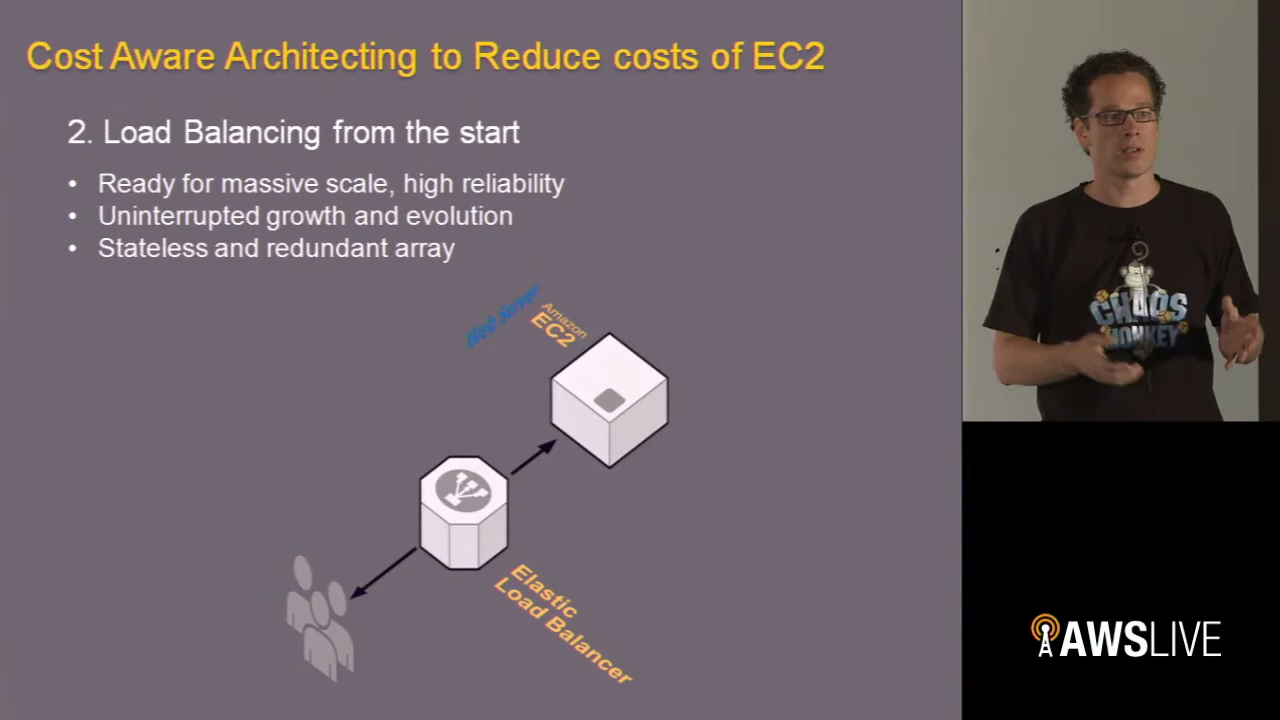 Cost Aware Architecting to Reduce costs of EC2
2. Load Balancing from the start
• Ready for massive scale, high reliability
• Uninterrupted growth and evolution
• Stateless and redundant array
Web Server
Amazon
EC2
Elastic
Load Balancer
CHAOS
MONKEY
AWSLIVE